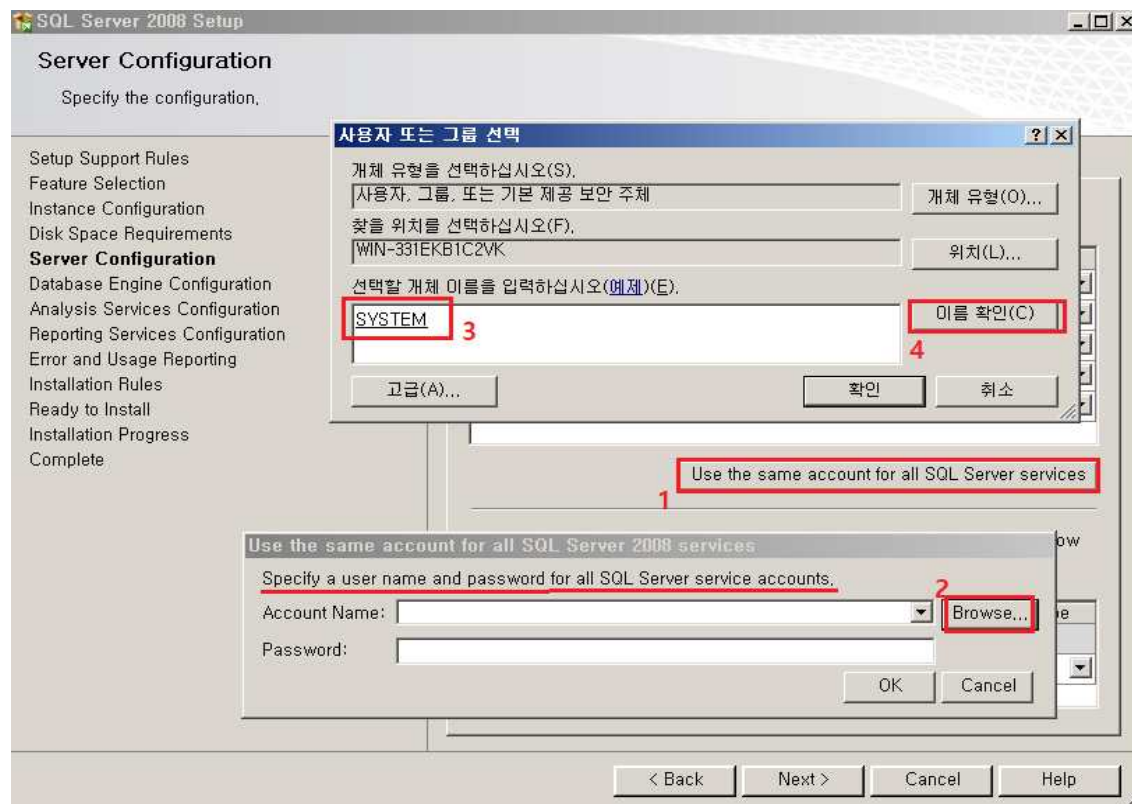 SQL Server 2008 Setup
Server Configuration
Specify the configuration.
Setup Support Rules
Feature Selection
Instance Configuration
Disk Space Requirements
Server Configuration
Database Engine Configuration
Analysis Services Configuration
Reporting Services Configuration
Error and Usage Reporting
Installation Rules
Ready to Install
Installation Progress
Complete
사용자 또는 그룹 선택
개체 유형을 선택하십시오(S).
사용자, 그룹, 또는 기본 제공 보안 주체
개체 유형(O)...
찾을 위치를 선택하십시오(F).
WIN-331EKB1C2VK
위치(L)...
선택할 개체 이름을 입력하십시오(예제)(E).
SYSTEM
3
이름 확인(C)
4
고급(A)...
확인
취소
Use the same account for all SQL Server services
1
ow
Use the same account for all SQL Server 2008 services
Specify a user name and password for all SQL Server service accounts.
2
Account Name:
Browse...
Password:
OK
Cancel
< Back
Next >
Cancel
Help